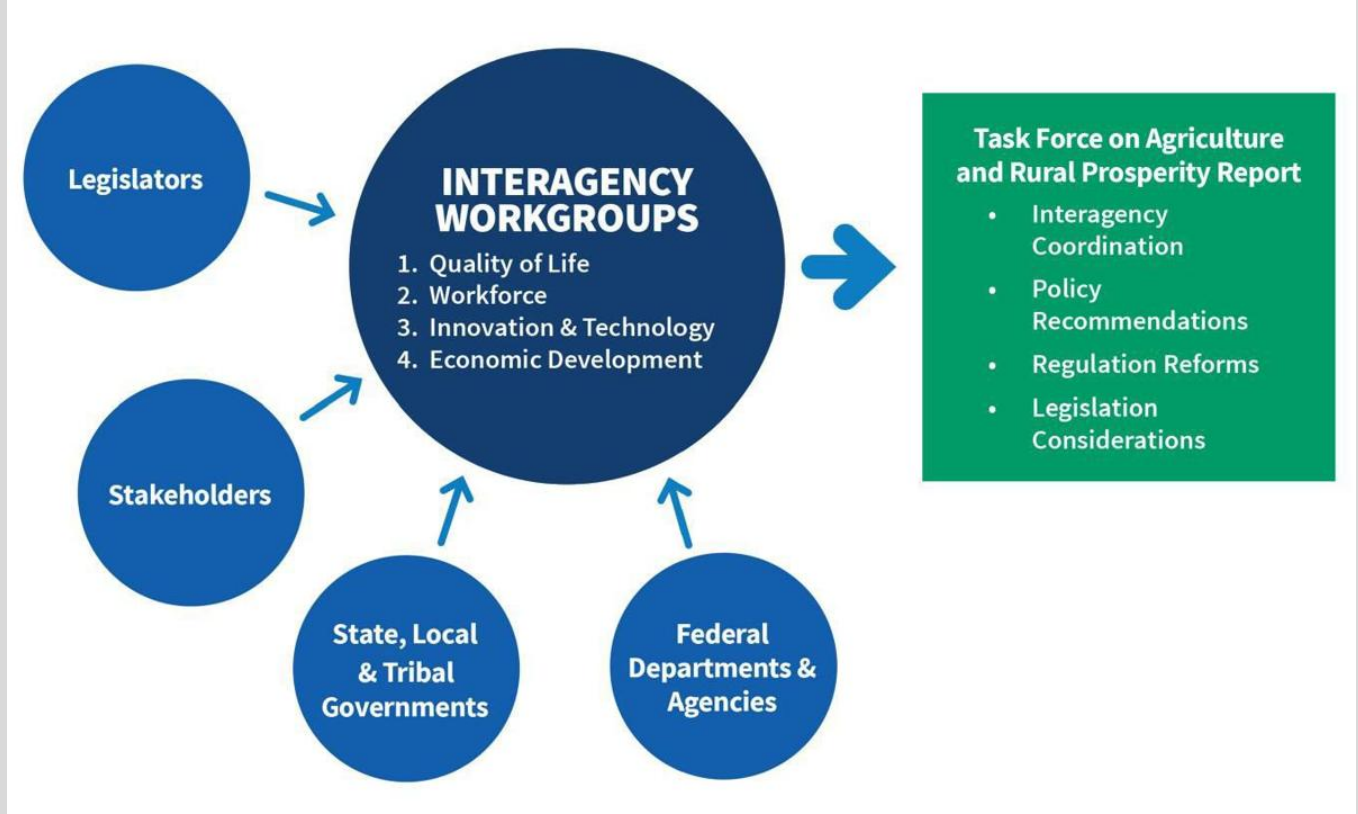 Legislators
INTERAGENCY
WORKGROUPS
1. Quality of Life
2. Workforce
3. Innovation & Technology
4. Economic Development
Task Force on Agriculture
and Rural Prosperity Report
• Interagency
Coordination
• Policy
Recommendations
• Regulation Reforms
• Legislation
Considerations
Stakeholders
State, Local
& Tribal
Governments
Federal
Departments &
Agencies